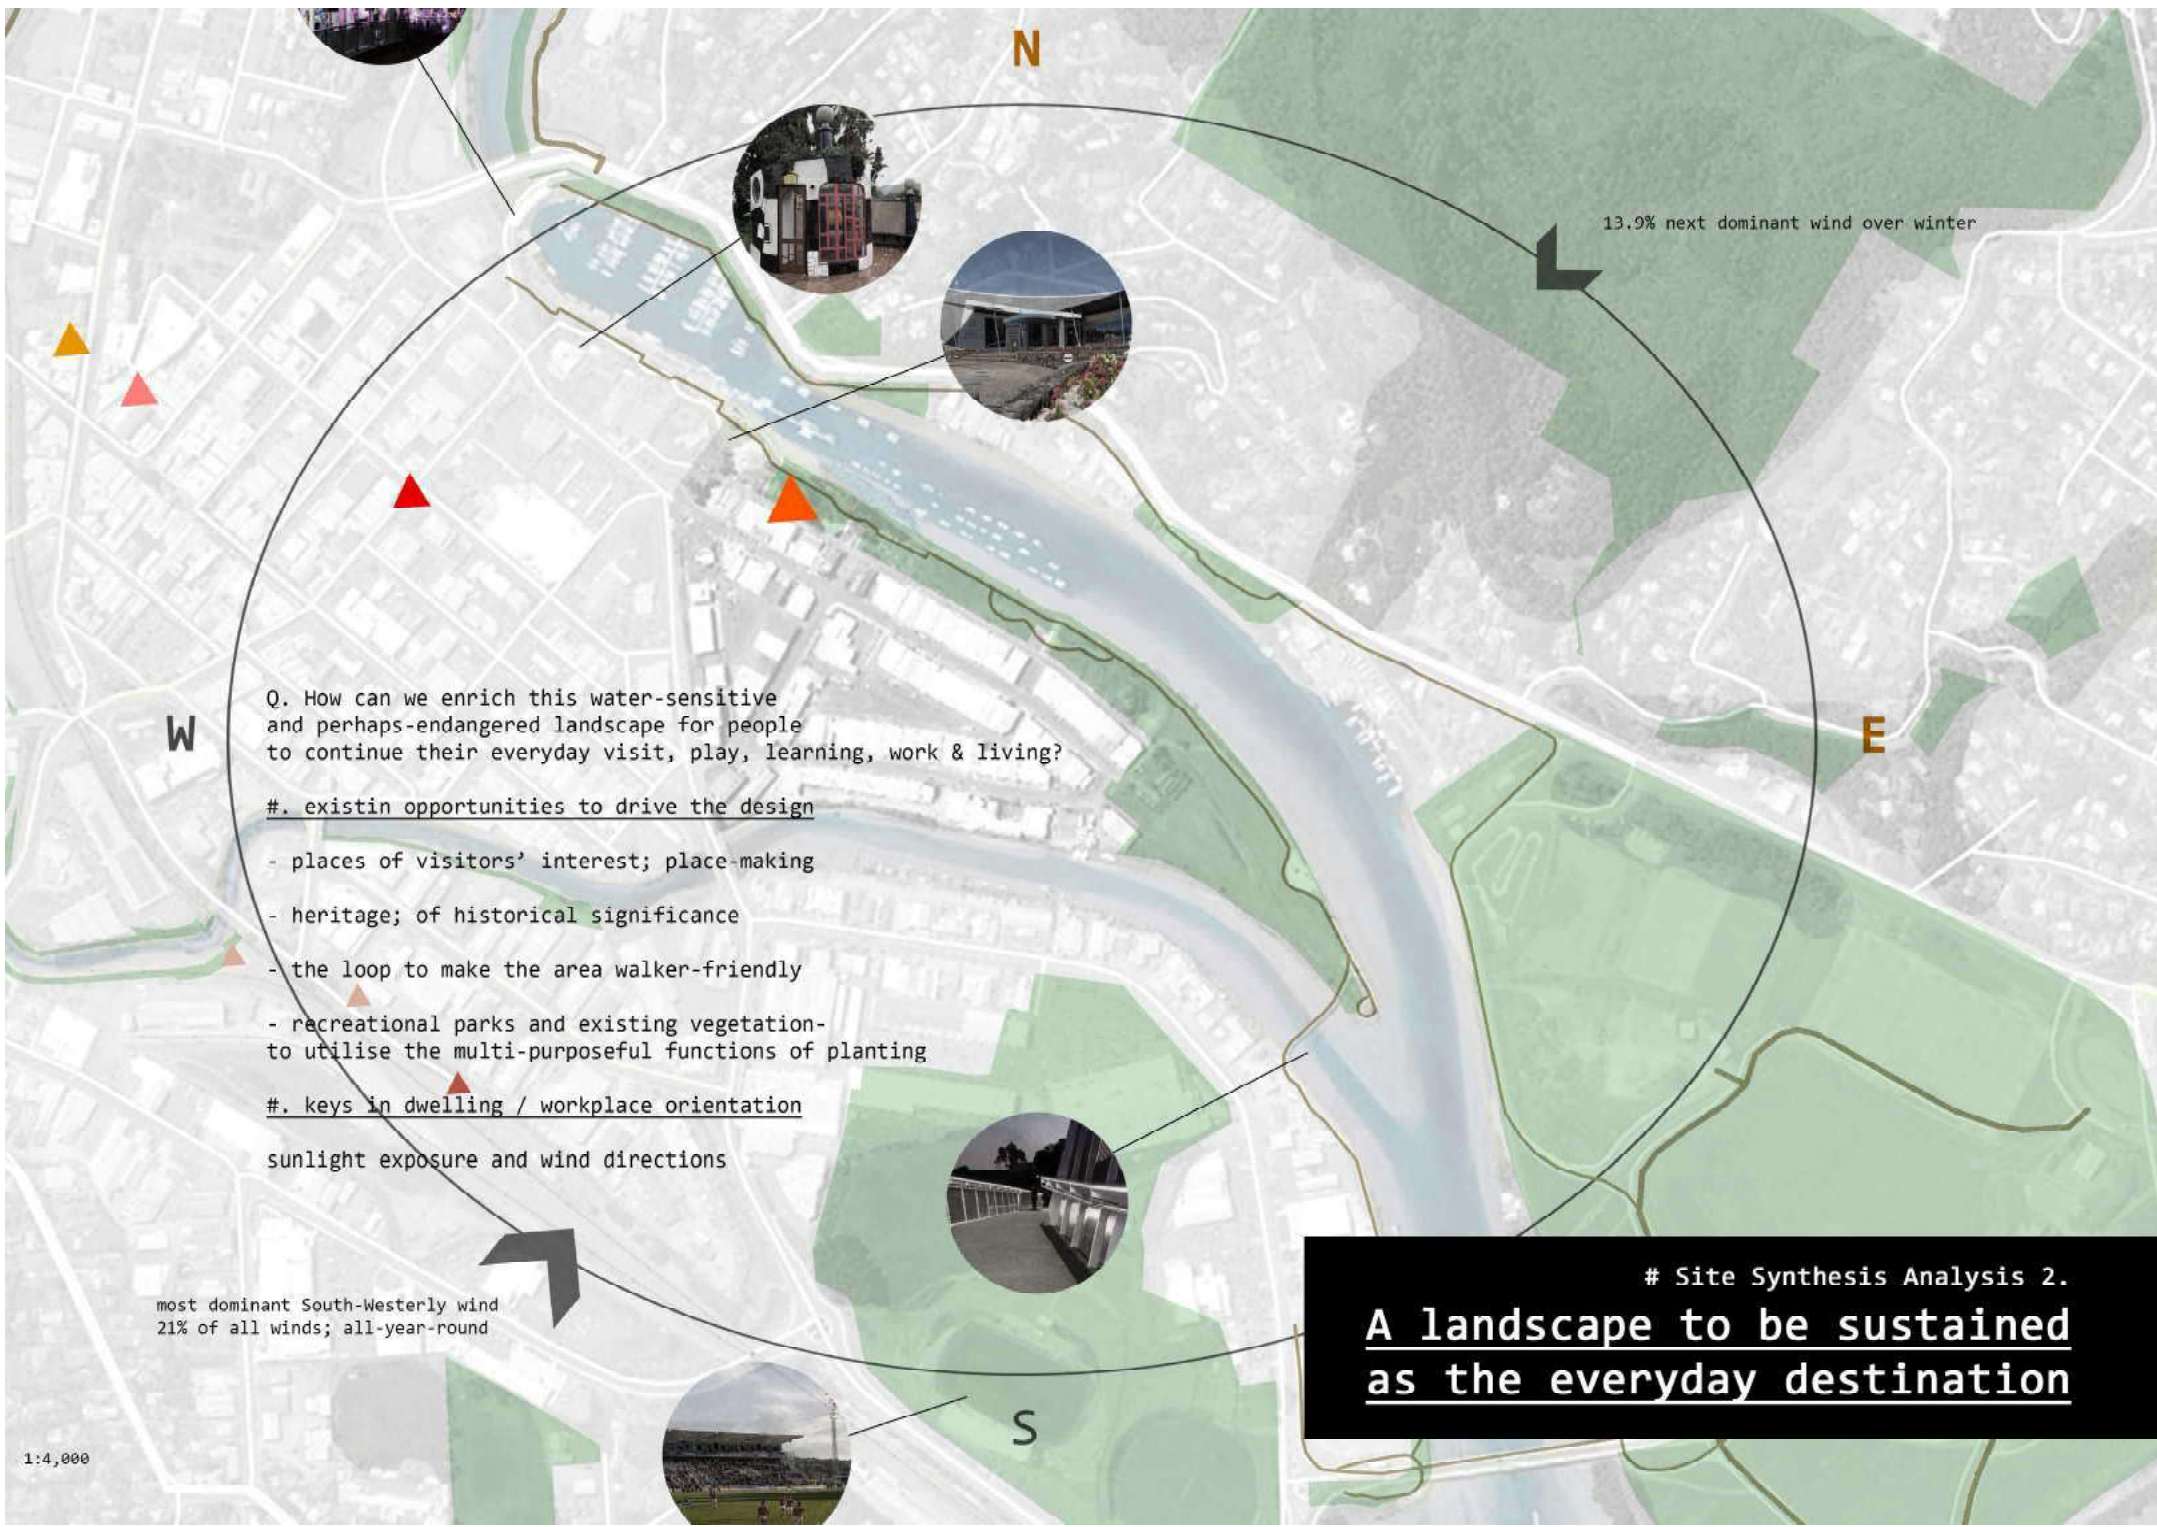 N
13.9% next dominant wind over winter
W
E
Q. How can we enrich this water-sensitive
and perhaps-endangered landscape for people
to continue their everyday visit, play, learning, work & living?
#. existin opportunities to drive the design
- places of visitors’ interest; place-making
- heritage; of historical significance
- the loop to make the area walker-friendly
- recreational parks and existing vegetation-
to utilise the multi-purposeful functions of planting
#. keys in dwelling / workplace orientation
sunlight exposure and wind directions
most dominant South-Westerly wind
21% of all winds; all-year-round
S
1:4,000
# Site Synthesis Analysis 2.
A landscape to be sustained
as the everyday destination